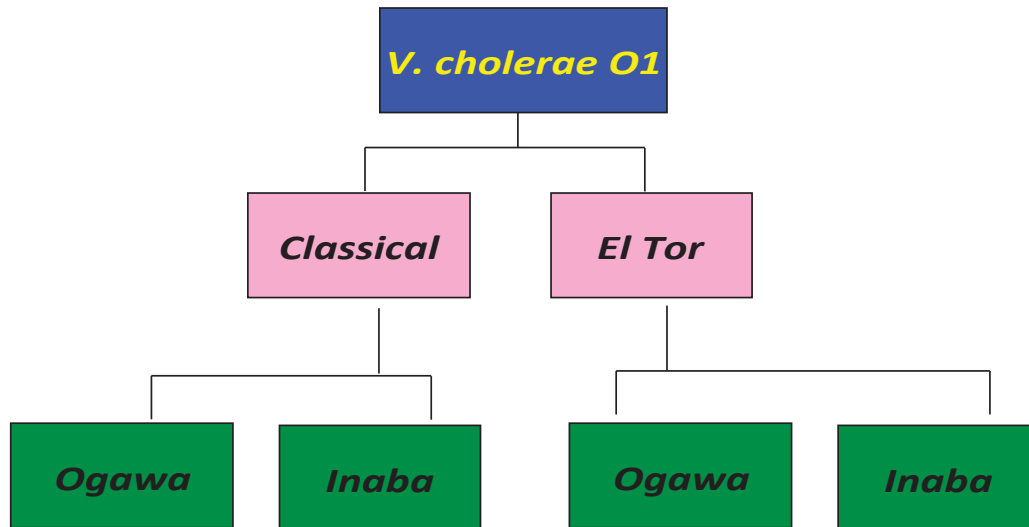 V. cholerae O1
Classical
El Tor
Ogawa
Inaba
Ogawa
Inaba